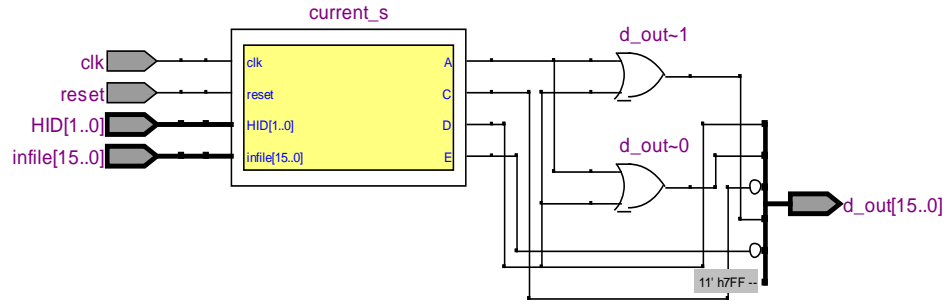 current_s
d_out~1
clk
clk
A
reset
reset
C
HID[1..0]
HID[1..0]
D
infile[15..0]
infile[15..0]
E
d_out~0
d_out[15..0]
11' h7FF --